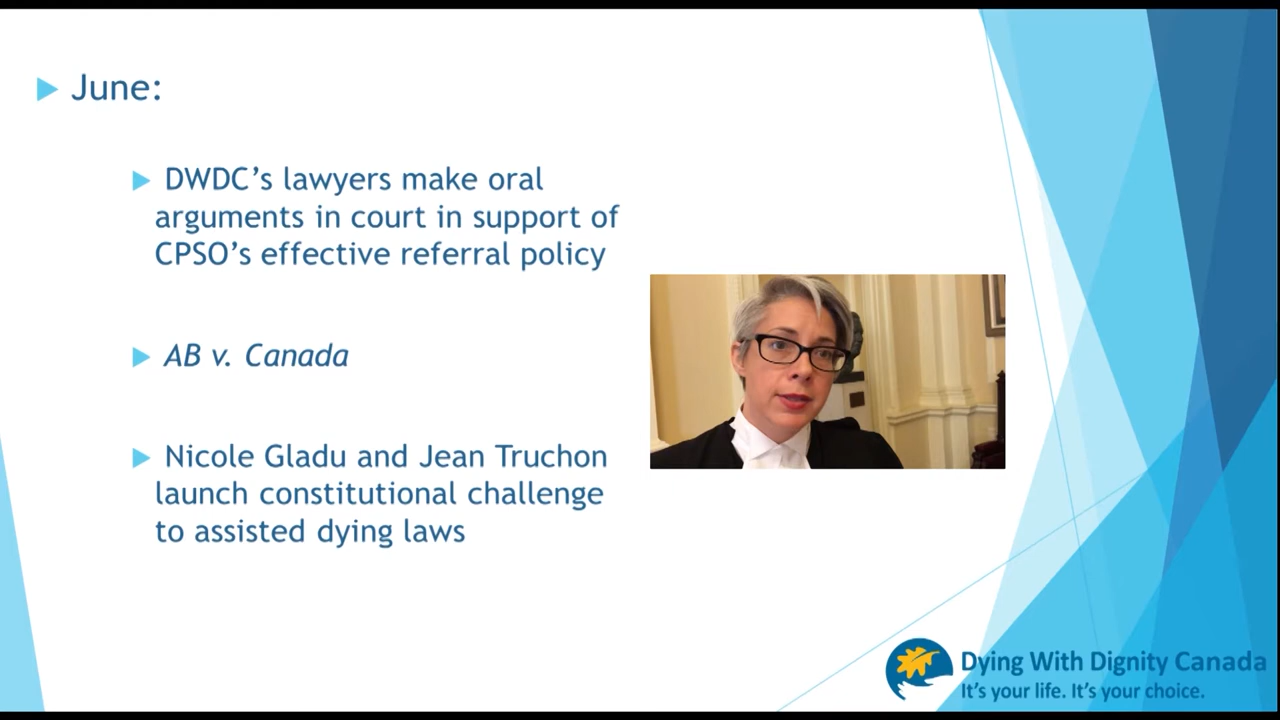 June:
DWDC’s lawyers make oral
arguments in court in support of
CPSO’s effective referral policy
AB v. Canada
Nicole Gladu and Jean Truchon
launch constitutional challenge
to assisted dying laws
Dying With Dignity Canada
It’s your life. It’s your choice.